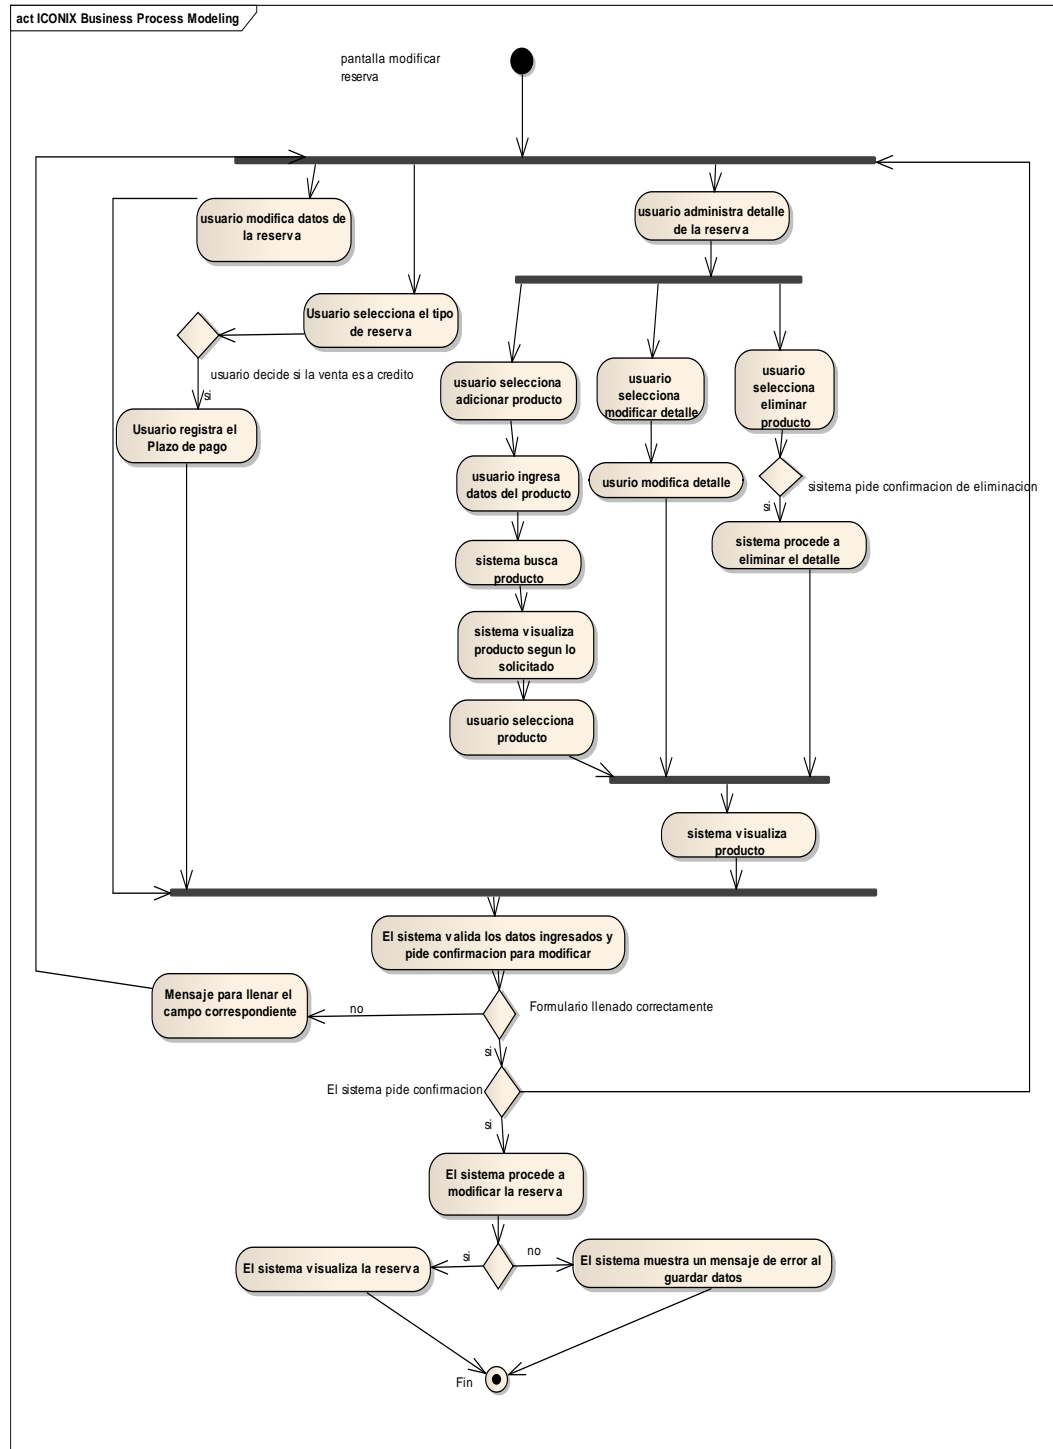 act ICONIX Business Process Modeling
pantalla modificar
reserva
usuario modifica datos de
la reserva
usuario administra detalle
de la reserva
Usuario selecciona el tipo
de reserva
usuario decide si la venta es a credito
si
Usuario registra el
Plazo de pago
usuario selecciona
adicionar producto
usuario
selecciona
modificar detalle
usuario
selecciona
eliminar
producto
usuario ingresa
datos del producto
usurio modifica detalle
sisitema pide confirmacion de eliminacion
si
sistema procede a
eliminar el detalle
sistema busca
producto
sistema visualiza
producto segun lo
solicitado
usuario selecciona
producto
sistema visualiza
producto
El sistema valida los datos ingresados y
pide confirmacion para modificar
Mensaje para llenar el
campo correspondiente
no
Formulario llenado correctamente
si
El sistema pide confirmacion
si
El sistema procede a
modificar la reserva
si
no
El sistema visualiza la reserva
El sistema muestra un mensaje de error al
guardar datos
Fin